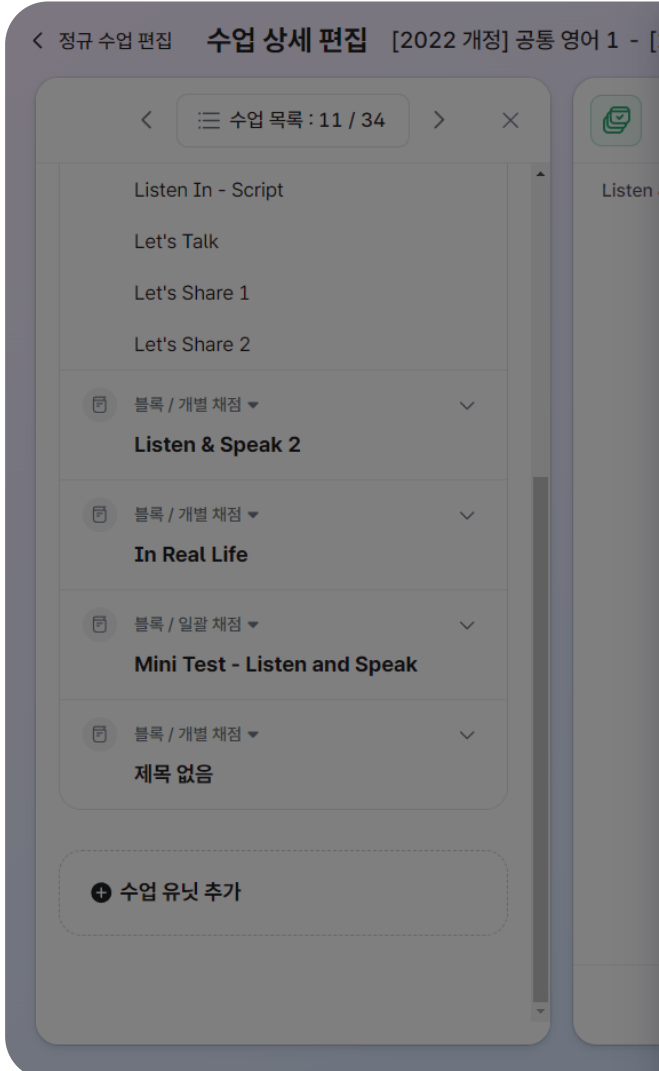 정규 수업 편집 수업 상세 편집 [2022 개정] 공통 영어 1 - [
수업 목록 : 11 / 34
Listen
Listen In - Script
Let's Talk
Let's Share 1
Let's Share 2
블록 / 개별 채점
Listen & Speak 2
블록 / 개별 채점
In Real Life
블록 / 일괄 채점
Mini Test - Listen and Speak
블록 / 개별 채점
제목 없음
수업 유닛 추가